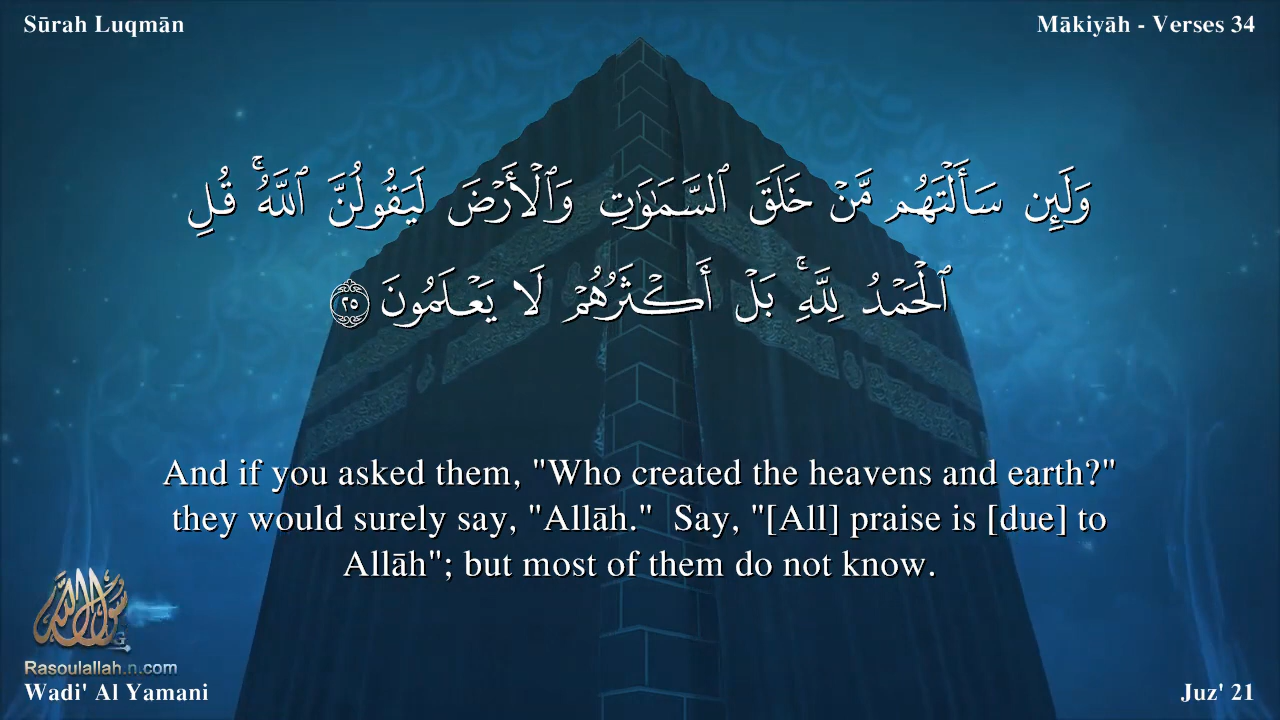 Sūrah Luqmān
Mākiyāh - Verses 34
وَلَئِن سَأَلْتَهُم مَّنْ خَلَقَ ٱلسَّمَٰوَٰتِ وَٱلْأَرْضَ لَيَقُولُنَّ ٱللَّهُ ۚ قُلِ
ٱلْحَمْدُ لِلَّهِ ۚ بَلْ أَكْثَرُهُمْ لَا يَعْلَمُونَ ٢٥
And if you asked them, "Who created the heavens and earth?"
they would surely say, "Allāh."  Say, "[All] praise is [due] to
Allāh"; but most of them do not know.
رسول الله
Rasoulallah.n.com
Wadi' Al Yamani
Juz' 21